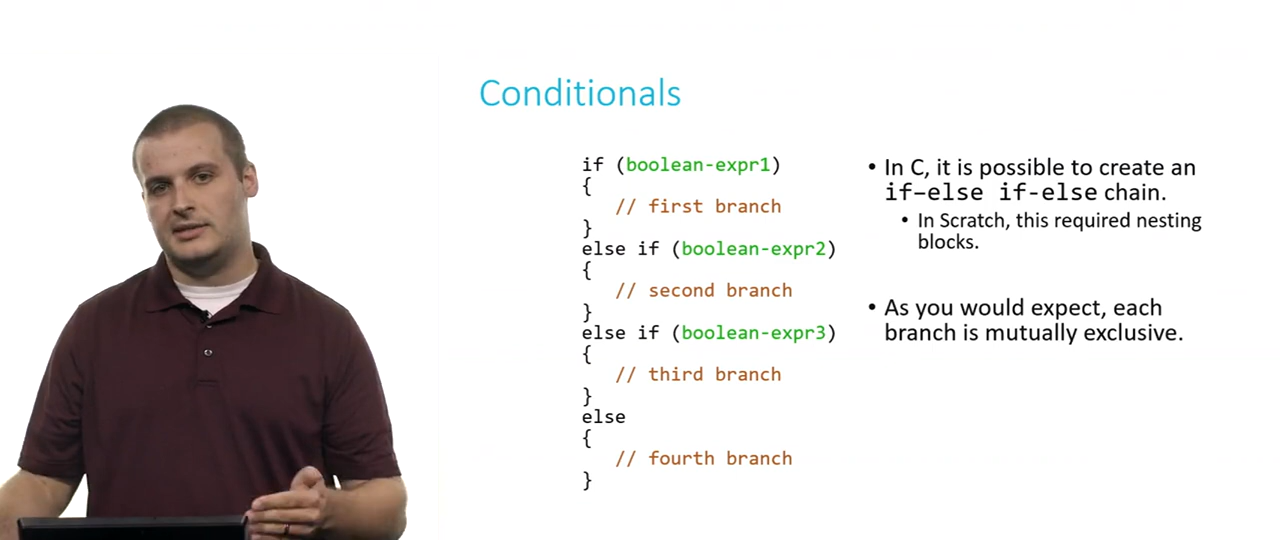 Conditionals
if (boolean-expr1)
{
// first branch
}
else if (boolean-expr2)
{
// second branch
}
else if (boolean-expr3)
{
// third branch
}
else
{
// fourth branch
}
• In C, it is possible to create an
if–else if-else chain.
• In Scratch, this required nesting
blocks.
• As you would expect, each
branch is mutually exclusive.